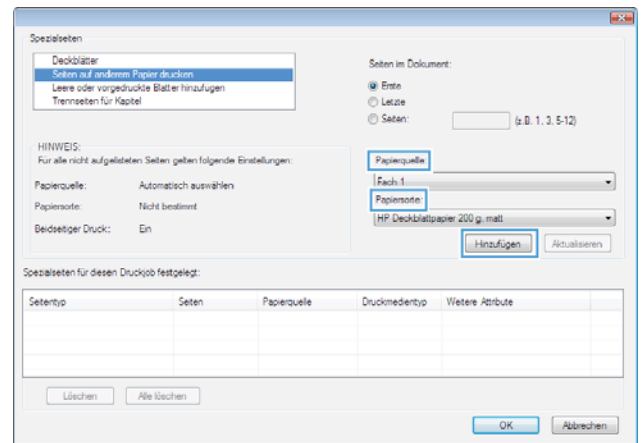 Spezialseiten
Deckblätter
Seiten auf anderem Papier drucken
Leere oder vorgedruckte Blätter hinzufügen
Trennseiten für Kapitel
Seiten im Dokument:
Erste
Letzte
Seiten: (z.B. 1, 3, 5-12)
HINWEIS:
Für alle nicht aufgelisteten Seiten gelten folgende Einstellungen:
Papierquelle: Automatisch auswählen
Papiersorte: Nicht bestimmt
Beidseitiger Druck:: Ein
Papierquelle
Fach 1
Papiersorte:
HP Deckblattpapier 200 g, matt
Hinzufügen Aktualisieren
Spezialseiten für diesen Druckjob festgelegt:
Seitentyp Seiten Papierquelle Druckmedientyp Weitere Attribute
Löschen Alle löschen
OK Abbrechen